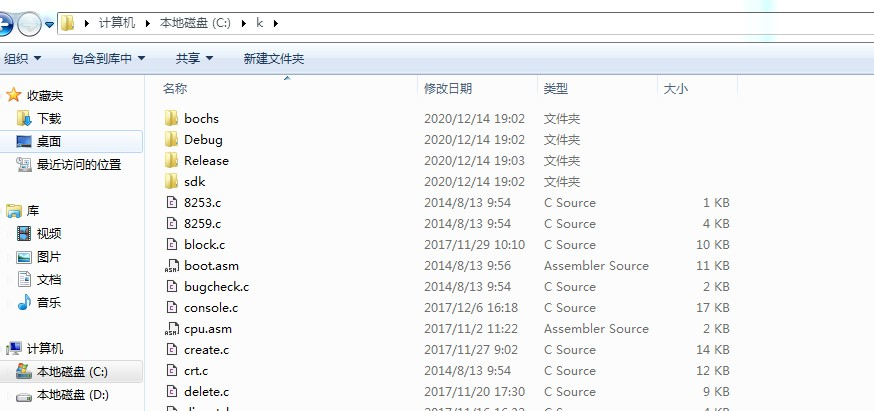 计算机 本地磁盘 (C:) k
组织 包含到库中 共享 新建文件夹
收藏夹
下载
桌面
最近访问的位置
库
视频
图片
文档
音乐
计算机
本地磁盘 (C:)
本地磁盘 (D:)
名称 修改日期 类型 大小
bochs 2020/12/14 19:02 文件夹
Debug 2020/12/14 19:02 文件夹
Release 2020/12/14 19:03 文件夹
sdk 2020/12/14 19:02 文件夹
8253.c 2014/8/13 9:54 C Source 1 KB
8259.c 2014/8/13 9:54 C Source 4 KB
block.c 2017/11/29 10:10 C Source 10 KB
boot.asm 2014/8/13 9:56 Assembler Source 11 KB
bugcheck.c 2014/8/13 9:54 C Source 2 KB
console.c 2017/12/6 16:18 C Source 17 KB
cpu.asm 2017/11/2 11:22 Assembler Source 2 KB
create.c 2017/11/27 9:02 C Source 14 KB
crt.c 2014/8/13 9:54 C Source 12 KB
delete.c 2017/11/20 17:30 C Source 9 KB